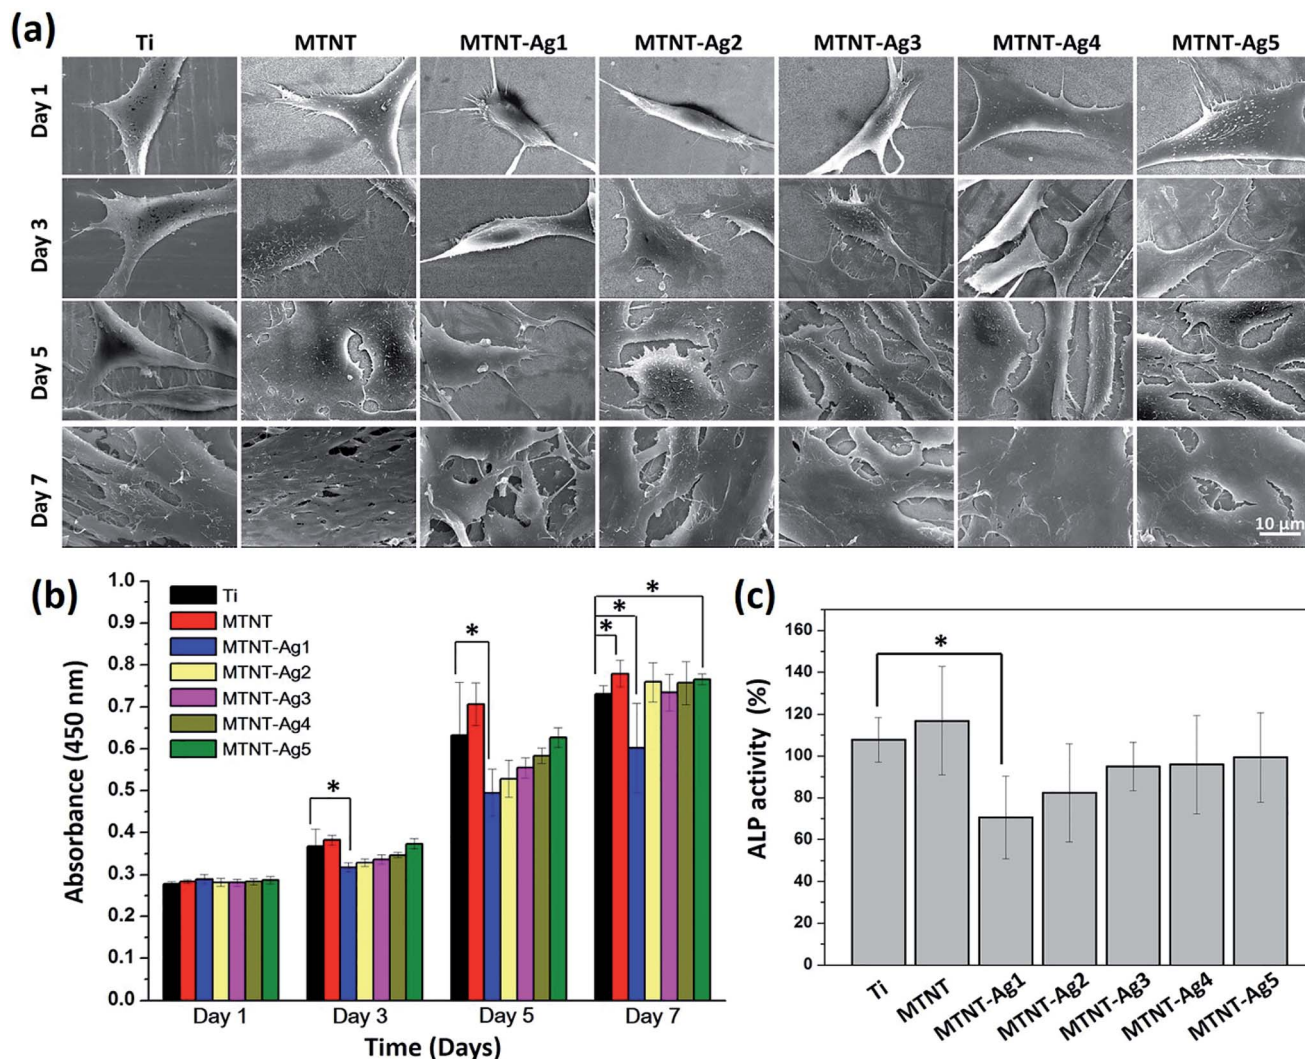 (a)
Ti MTNT MTNT-Ag1 MTNT-Ag2 MTNT-Ag3 MTNT-Ag4 MTNT-Ag5
Day 1
Day 3
Day 5
Day 7
10 μm
(b)
Absorbance (450 nm)
1.0
0.9
0.8
0.7
0.6
0.5
0.4
0.3
0.2
0.1
0.0
Ti
MTNT
MTNT-Ag1
MTNT-Ag2
MTNT-Ag3
MTNT-Ag4
MTNT-Ag5
*
*
*
*
*
Day 1 Day 3 Day 5 Day 7
Time (Days)
(c)
ALP activity (%)
160
140
120
100
80
60
40
20
0
*
Ti
MTNT
MTNT-Ag1
MTNT-Ag2
MTNT-Ag3
MTNT-Ag4
MTNT-Ag5